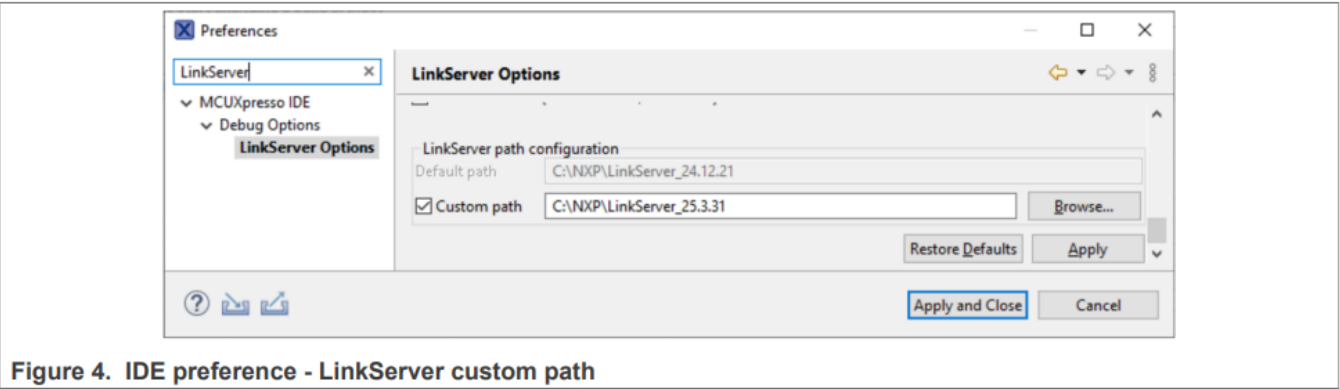 Preferences
LinkServer
LinkServer Options
MCUXpresso IDE
Debug Options
LinkServer Options
LinkServer path configuration
Default path C:\NXP\LinkServer_24.12.21
Custom path C:\NXP\LinkServer_25.3.31 Browse...
Restore Defaults Apply
Apply and Close Cancel
Figure 4. IDE preference - LinkServer custom path